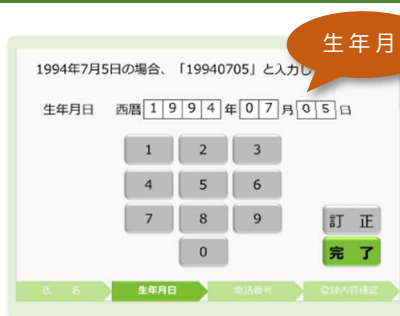 生年月
1994年7月5日の場合、「19940705」と入力し
生年月日 西暦 1994年07月05日
1 2 3
4 5 6
7 8 9
訂 正
0
完 了
氏 名 生年月日 電話番号 登録内容確認